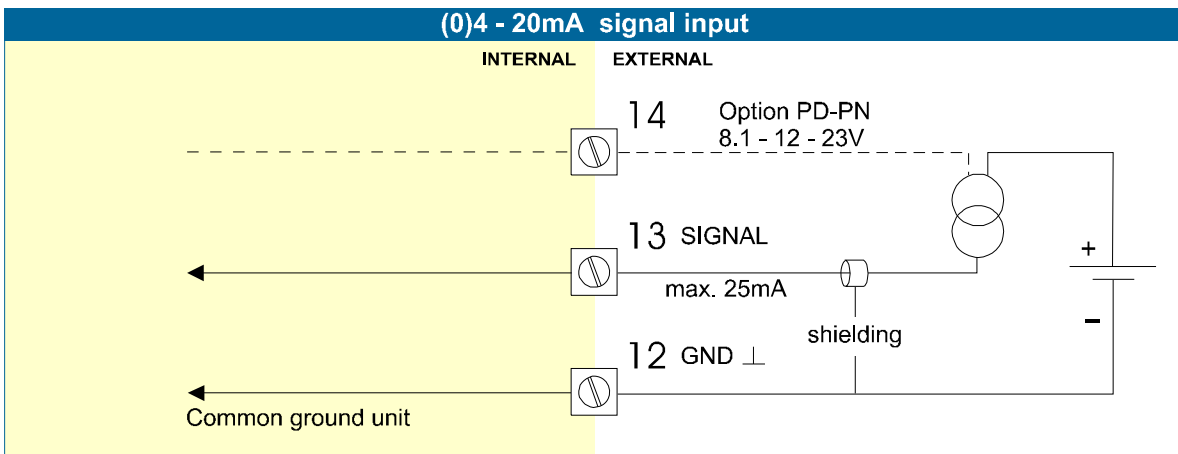 (0)4 - 20mA signal input
INTERNAL
EXTERNAL
14
Option PD-PN
8.1 - 12 - 23V
13 SIGNAL
max. 25mA
+
-
shielding
12 GND ⊥
Common ground unit